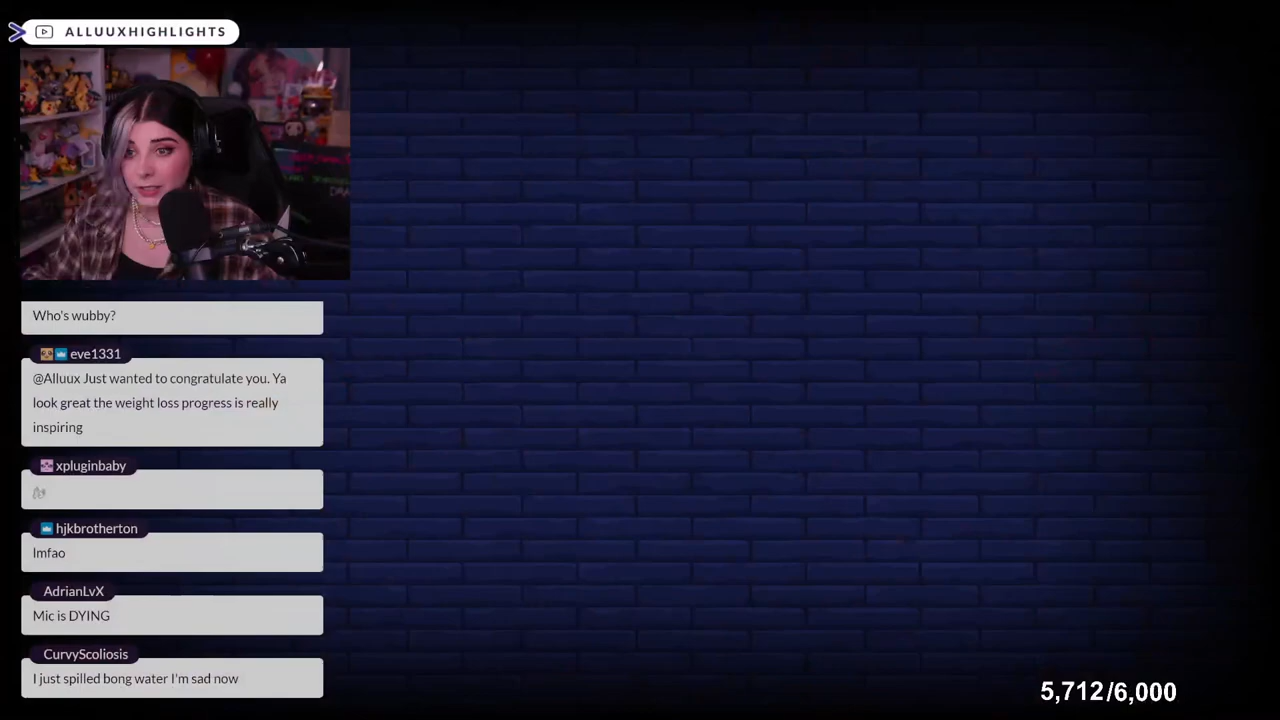 ALLUUXHIGHLIGHTS
Who's wubby?
eve1331
@Alluux Just wanted to congratulate you. Ya
look great the weight loss progress is really
inspiring
xpluginbaby
hjkbrotherton
lmfao
AdrianLvX
Mic is DYING
CurvyScoliosis
I just spilled bong water I'm sad now
5,712/6,000